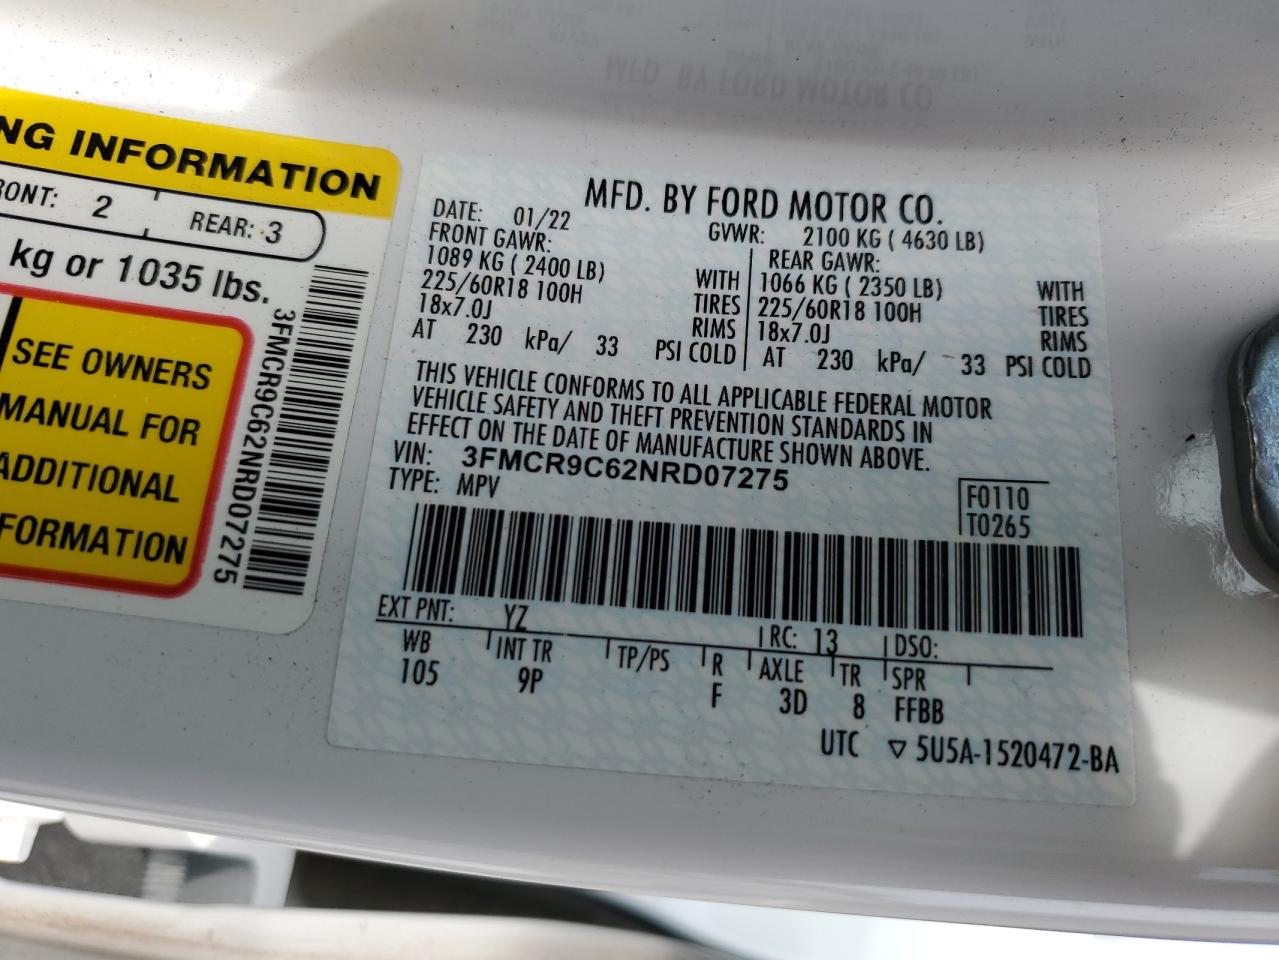 NG INFORMATION
RONT: 2 REAR: 3
kg or 1035 lbs.
SEE OWNERS
MANUAL FOR
ADDITIONAL
FORMATION
3FMCR9C62NRD07275
MFD. BY FORD MOTOR CO.
DATE: 01/22 GVWR: 2100 KG ( 4630 LB)
FRONT GAWR: REAR GAWR:
1089 KG ( 2400 LB) WITH 1066 KG ( 2350 LB) WITH
225/60R18 100H TIRES 225/60R18 100H TIRES
18x7.0J RIMS 18x7.0J RIMS
AT 230 kPa/ 33 PSI COLD AT 230 kPa/ 33 PSI COLD
THIS VEHICLE CONFORMS TO ALL APPLICABLE FEDERAL MOTOR
VEHICLE SAFETY AND THEFT PREVENTION STANDARDS IN
EFFECT ON THE DATE OF MANUFACTURE SHOWN ABOVE.
VIN: 3FMCR9C62NRD07275
TYPE: MPV
F0110
T0265
EXT PNT: YZ RC: 13 DSO:
WB INT TR TP/PS R AXLE TR SPR
105 9P F 3D 8 FFBB
UTC ▽ 5U5A-1520472-BA